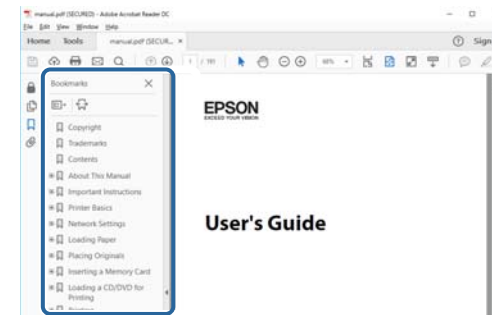 manual.pdf (SECURED) - Adobe Acrobat Reader DC
File Edit View Window Help
Home Tools manual.pdf (SECUR... ×
Sign
1 / 191
Bookmarks
Copyright
Trademarks
Contents
About This Manual
Important Instructions
Printer Basics
Network Settings
Loading Paper
Placing Originals
Inserting a Memory Card
Loading a CD/DVD for
Printing
EPSON
EXCEED YOUR VISION
User's Guide